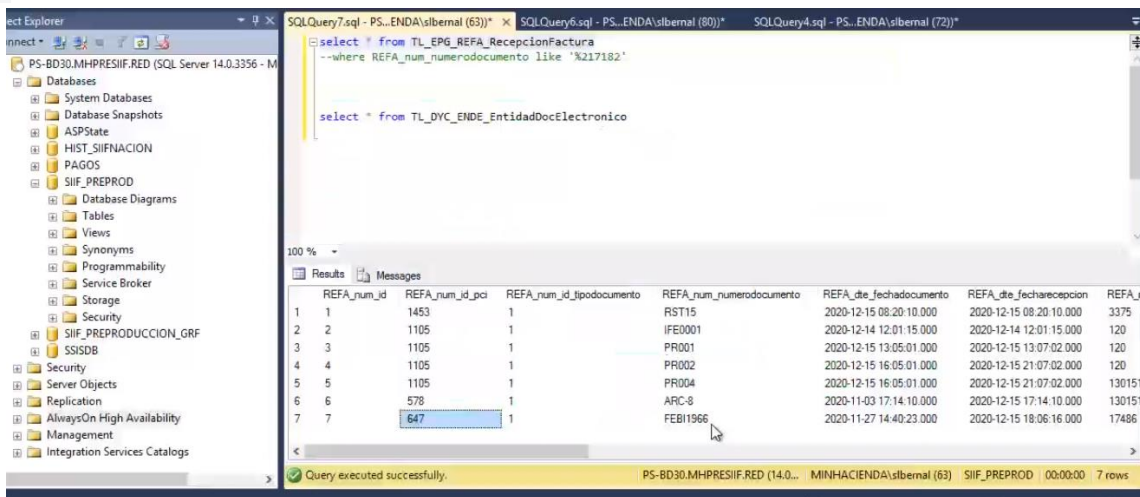 ect Explorer
SQLQuery7.sql - PS...ENDA\slbernal (63))* SQLQuery6.sql - PS...ENDA\slbernal (80))* SQLQuery4.sql - PS...ENDA\slbernal (72))*
nnect
PS-BD30.MHPRESIIF.RED (SQL Server 14.0.3356 - M
Databases
System Databases
Database Snapshots
ASPState
HIST_SIIFNACION
PAGOS
SIIF_PREPROD
Database Diagrams
Tables
Views
Synonyms
Programmability
Service Broker
Storage
Security
SIIF_PREPRODUCCION_GRF
SSISDB
Security
Server Objects
Replication
AlwaysOn High Availability
Management
Integration Services Catalogs
select * from TL_EPG_REFA_RecepcionFactura
--where REFA_num_numerodocumento like '%217182'
select * from TL_DYC_ENDE_EntidadDocElectronico
100 %
Results Messages
REFA_num_id REFA_num_id_pci REFA_num_id_tipodocumento REFA_num_numerodocumento REFA_dte_fechadocumento REFA_dte_fecharecepcion REFA_
1 1 1453 1 RST15 2020-12-15 08:20:10.000 2020-12-15 08:20:10.000 3375
2 2 1105 1 IFE0001 2020-12-14 12:01:15.000 2020-12-14 12:01:15.000 120
3 3 1105 1 PR001 2020-12-15 13:05:01.000 2020-12-15 13:07:02.000 120
4 4 1105 1 PR002 2020-12-15 16:05:01.000 2020-12-15 21:07:02.000 120
5 5 1105 1 PR004 2020-12-15 16:05:01.000 2020-12-15 21:07:02.000 130151
6 6 578 1 ARC-8 2020-11-03 17:14:10.000 2020-12-15 17:14:10.000 130151
7 7 647 1 FEBI1966 2020-11-27 14:40:23.000 2020-12-15 18:06:16.000 17486
Query executed successfully. PS-BD30.MHPRESIIF.RED (14.0... MINHACIENDA\slbernal (63) SIIF_PREPROD 00:00:00 7 rows